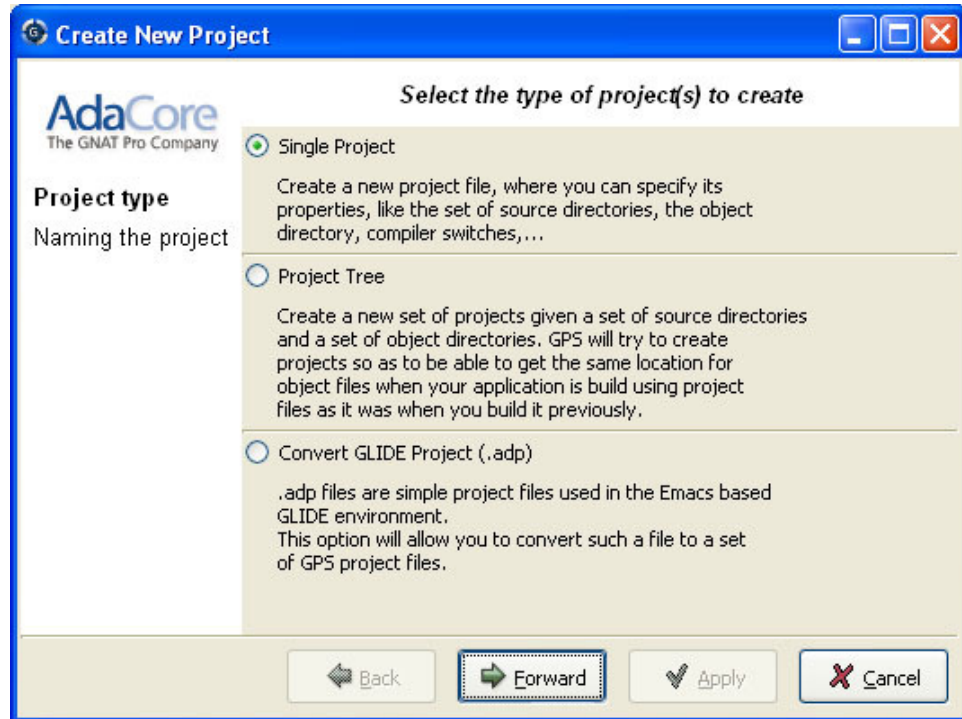 Create New Project
AdaCore
The GNAT Pro Company
Project type
Naming the project
Select the type of project(s) to create
Single Project
Create a new project file, where you can specify its
properties, like the set of source directories, the object
directory, compiler switches,...
Project Tree
Create a new set of projects given a set of source directories
and a set of object directories. GPS will try to create
projects so as to be able to get the same location for
object files when your application is build using project
files as it was when you build it previously.
Convert GLIDE Project (.adp)
.adp files are simple project files used in the Emacs based
GLIDE environment.
This option will allow you to convert such a file to a set
of GPS project files.
Back
Forward
Apply
Cancel